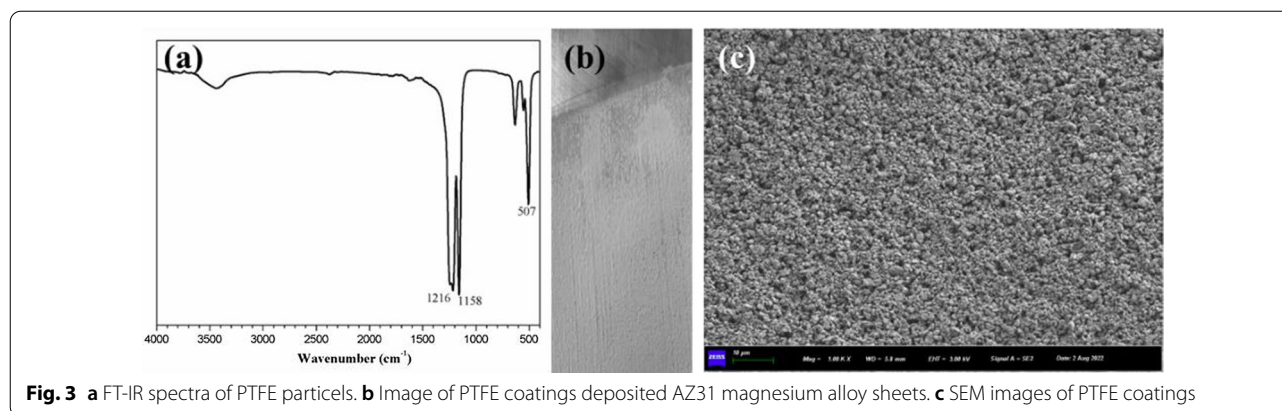 (a)
(b)
(c)
1216
1158
507
4000
3500
3000
2500
2000
1500
1000
500
Wavenumber (cm⁻¹)
ZEISS
10 µm
Mag = 1.00 K X
WD = 5.8 mm
EHT = 3.00 kV
Signal A = SE2
Date: 2 Aug 2022
Fig. 3 a FT-IR spectra of PTFE particels. b Image of PTFE coatings deposited AZ31 magnesium alloy sheets. c SEM images of PTFE coatings